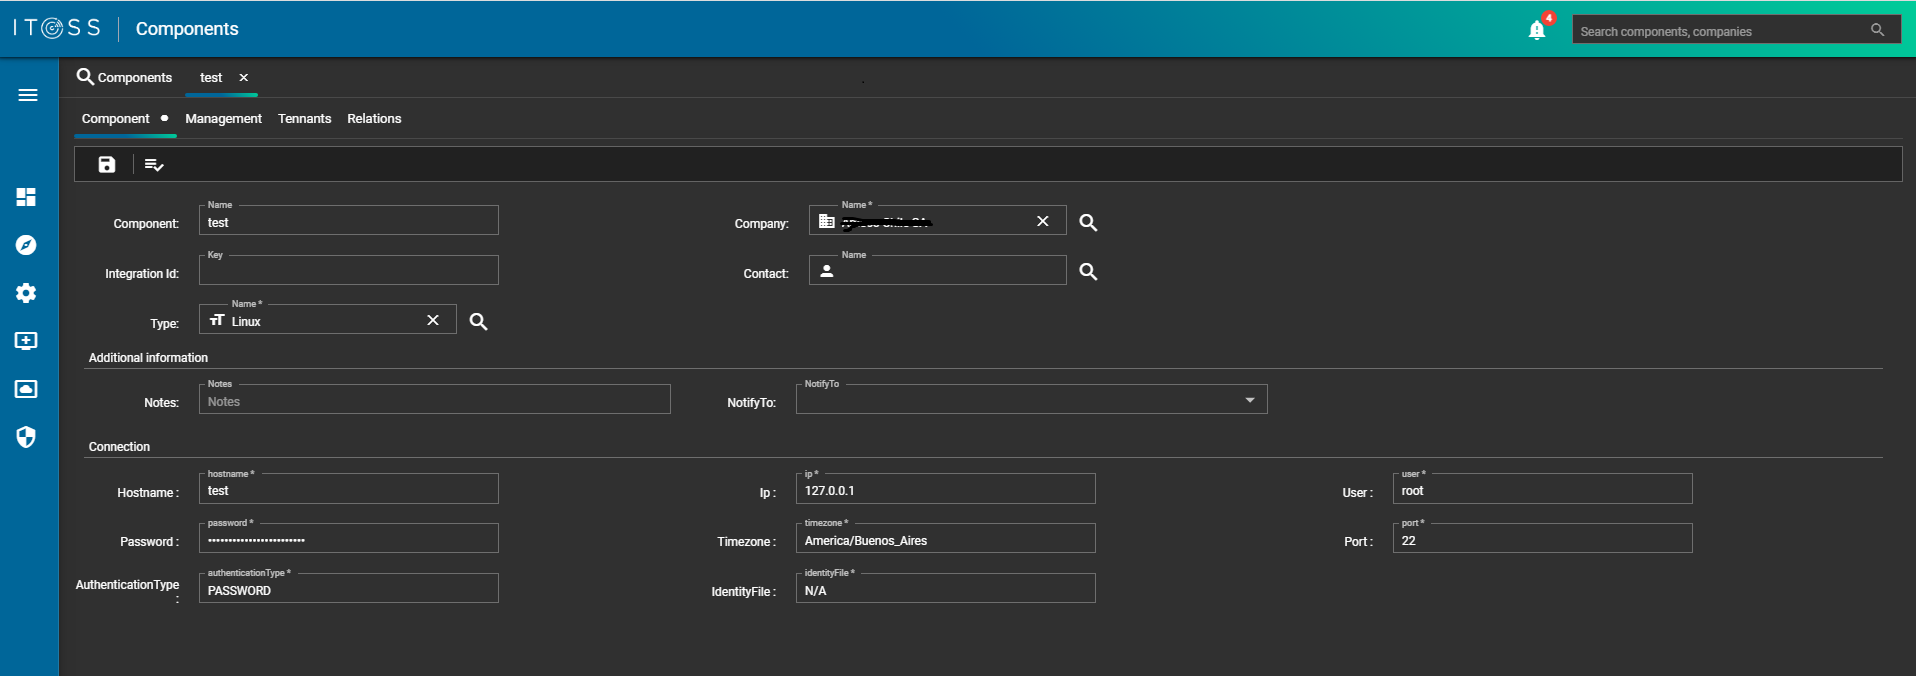 ITOSS
Components
4
Search components, companies
Components
test
Component
Management
Tennants
Relations
Name
Component:
test
Name *
Company:
Key
Integration Id:
Name
Contact:
Name *
Type:
Linux
Additional information
Notes
Notes:
Notes
NotifyTo
NotifyTo:
Connection
hostname *
Hostname :
test
ip *
Ip :
127.0.0.1
user *
User :
root
password *
Password :
timezone *
Timezone :
America/Buenos_Aires
port *
Port :
22
authenticationType *
AuthenticationType
:
PASSWORD
identityFile *
IdentityFile :
N/A